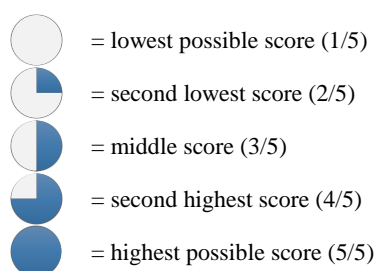 = lowest possible score (1/5)
= second lowest score (2/5)
= middle score (3/5)
= second highest score (4/5)
= highest possible score (5/5)